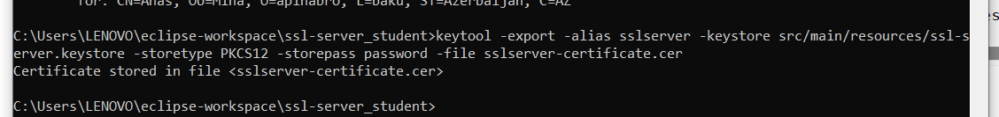 for: CN=Anas, OU=Mina, O=apinabro, L=baku, ST=Azerbaijan, C=AZ
C:\Users\LENOVO\eclipse-workspace\ssl-server_student>keytool -export -alias sslserver -keystore src/main/resources/ssl-s
erver.keystore -storetype PKCS12 -storepass password -file sslserver-certificate.cer
Certificate stored in file <sslserver-certificate.cer>
C:\Users\LENOVO\eclipse-workspace\ssl-server_student>